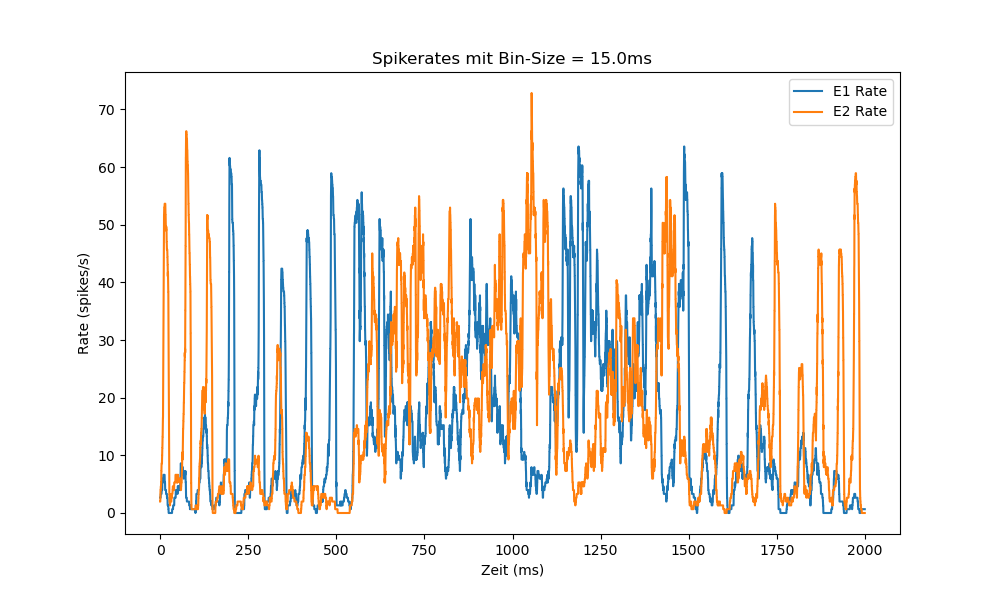 Spikerates mit Bin-Size = 15.0ms
E1 Rate
E2 Rate
Rate (spikes/s)
70
60
50
40
30
20
10
0
0 250 500 750 1000 1250 1500 1750 2000
Zeit (ms)